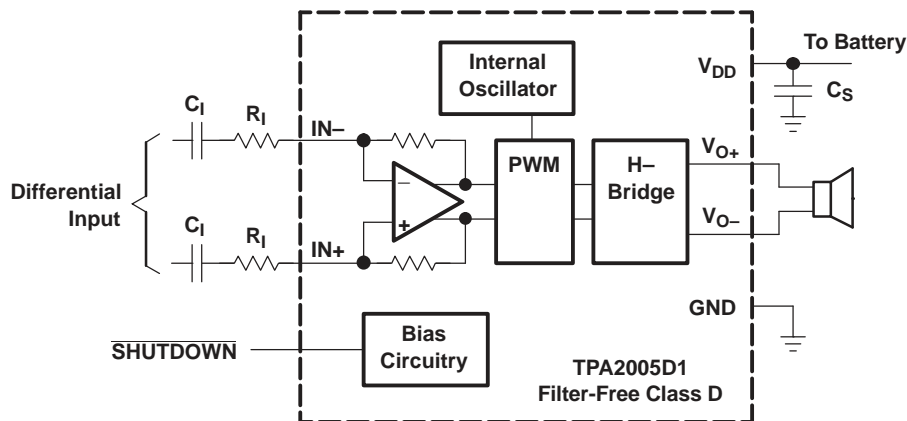 To Battery
Internal
Oscillator
VDD
CS
CI
RI
IN–
VO+
PWM
H–
Bridge
Differential
Input
–
+
VO–
CI
RI
IN+
GND
SHUTDOWN
Bias
Circuitry
TPA2005D1
Filter-Free Class D